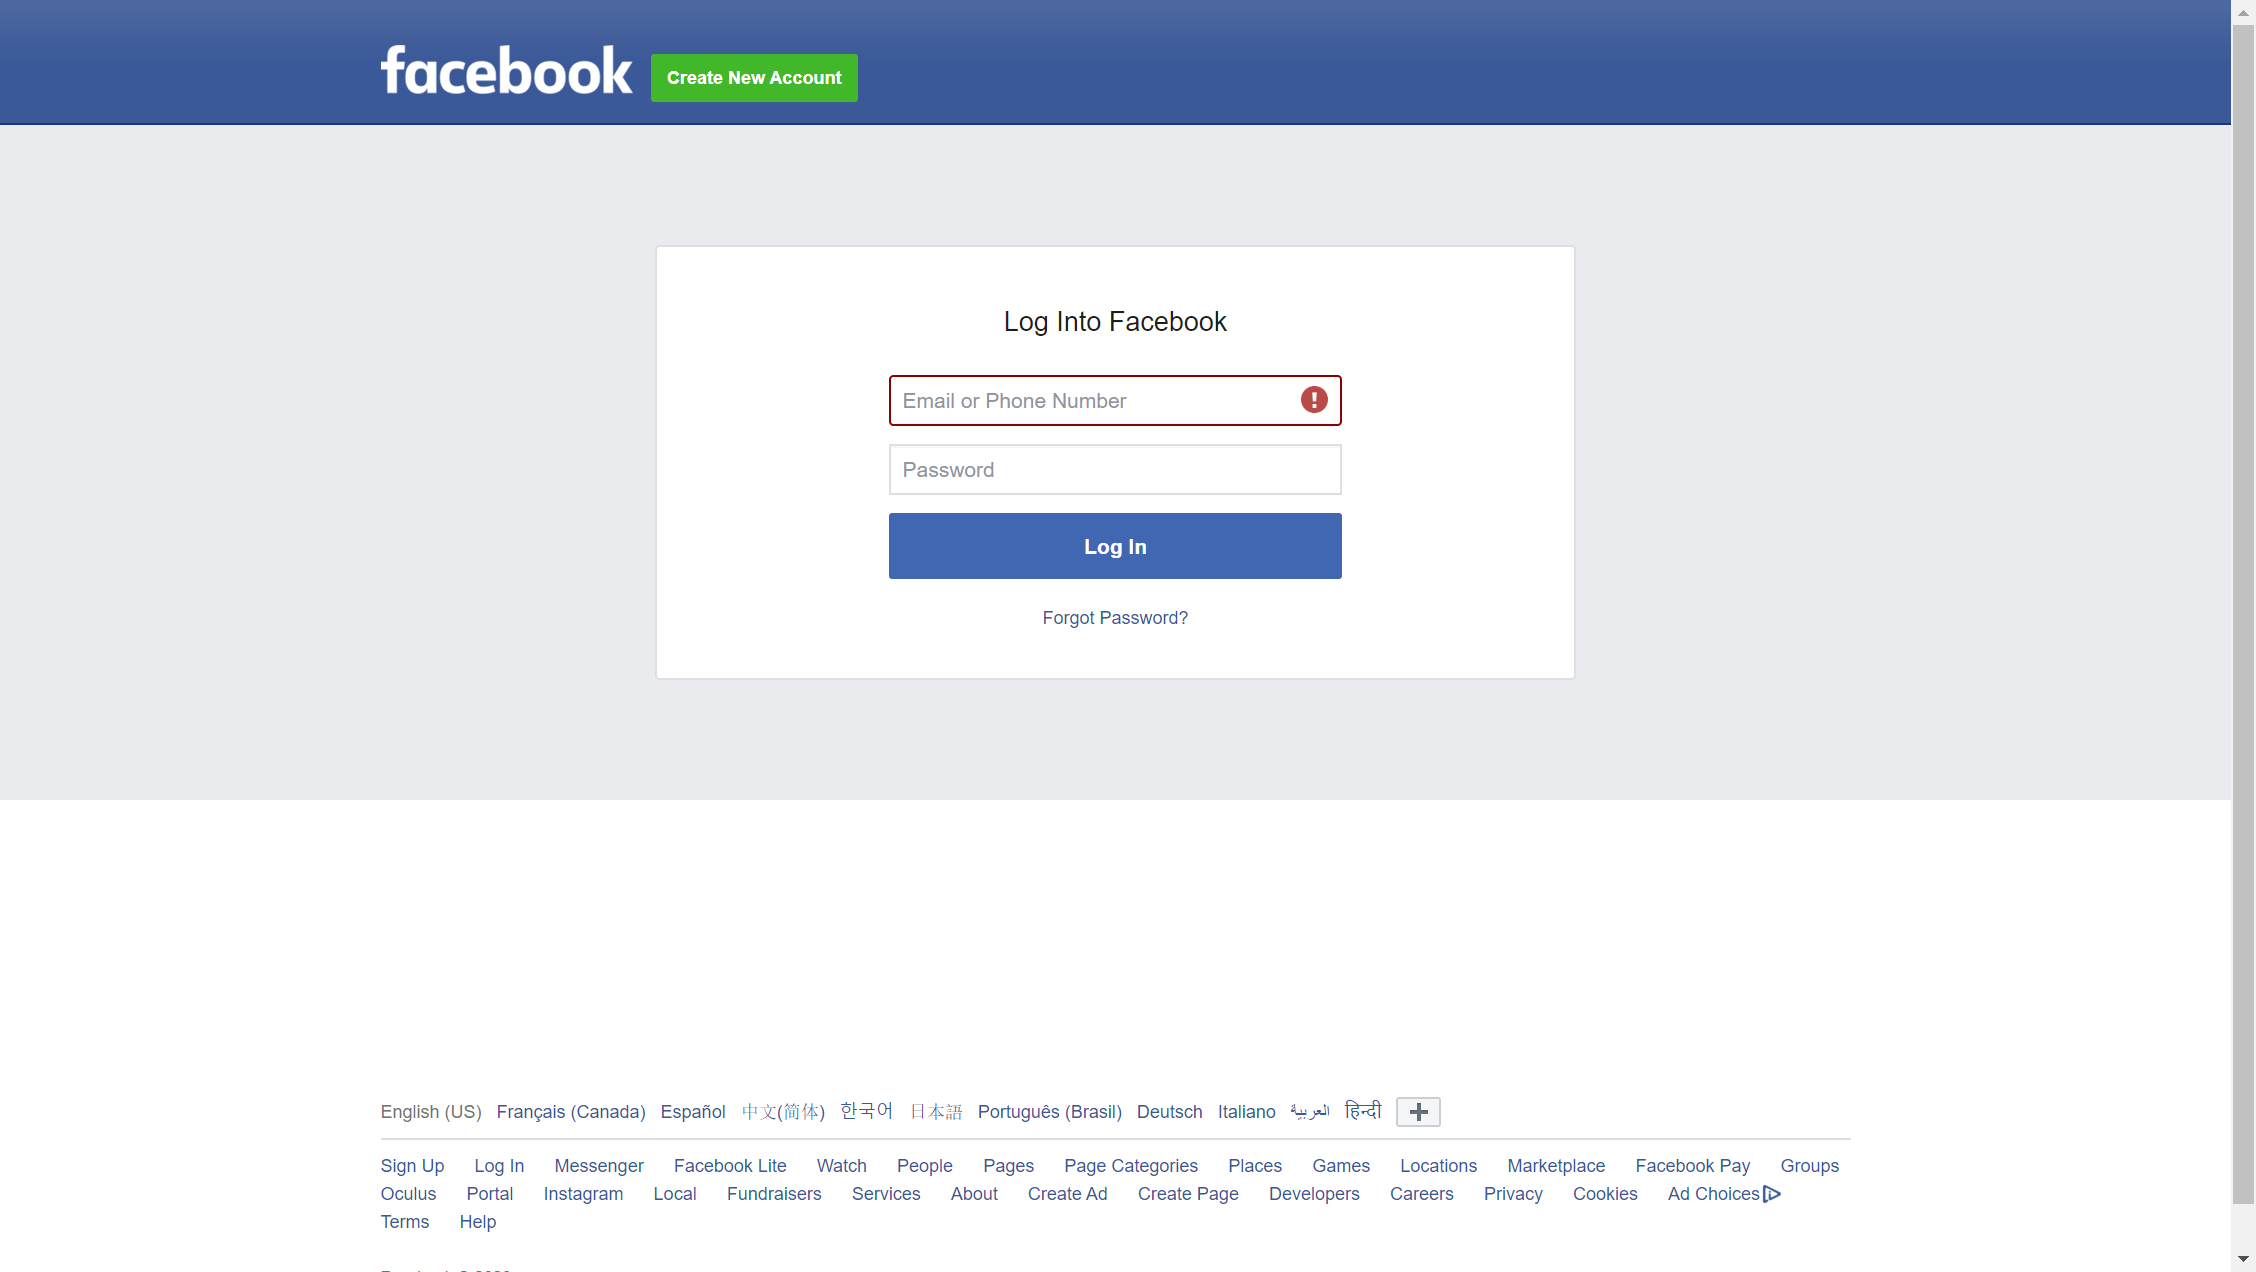 facebook Create New Account
Log Into Facebook
Email or Phone Number
Password
Log In
Forgot Password?
English (US) Français (Canada) Español 中文(简体) 한국어 日本語 Português (Brasil) Deutsch Italiano العربية हिन्दी
Sign Up Log In Messenger Facebook Lite Watch People Pages Page Categories Places Games Locations Marketplace Facebook Pay Groups
Oculus Portal Instagram Local Fundraisers Services About Create Ad Create Page Developers Careers Privacy Cookies Ad Choices
Terms Help